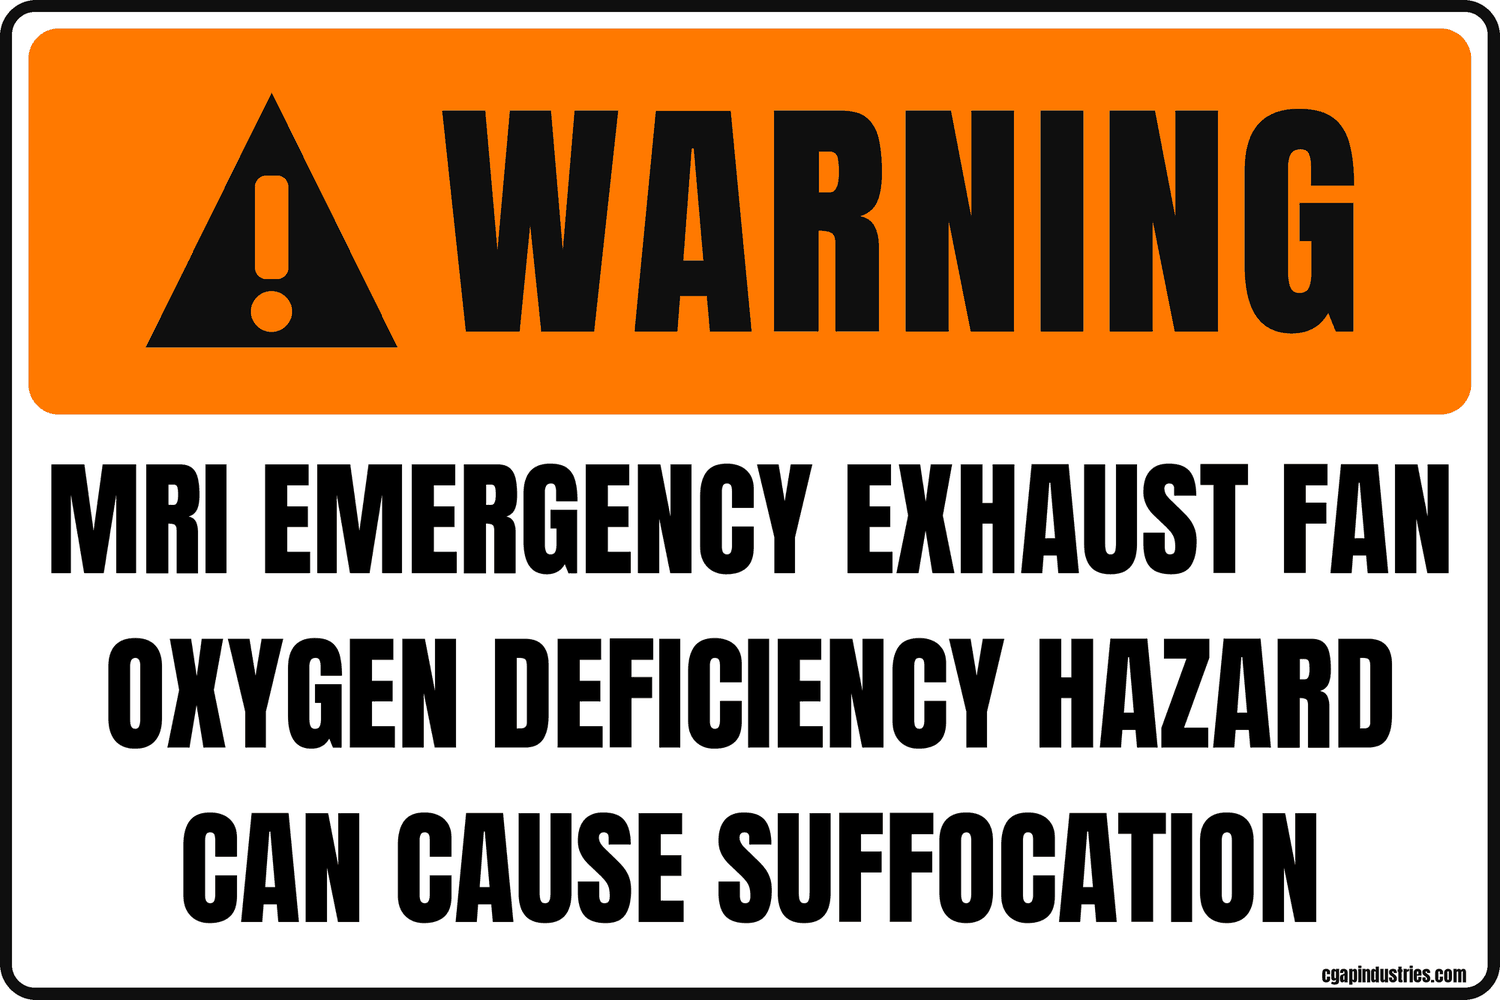 WARNING
MRI EMERGENCY EXHAUST FAN
OXYGEN DEFICIENCY HAZARD
CAN CAUSE SUFFOCATION
cgapindustries.com